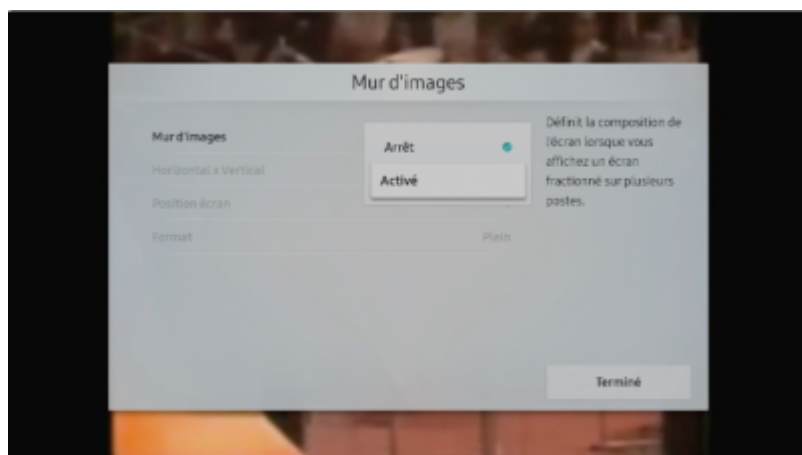 Mur d'images
Mur d'images
Arrêt
Activé
Horizontal x Vertical
Position écran
Format
Plein
Définit la composition de
l'écran lorsque vous
affichez un écran
fractionné sur plusieurs
postes.
Terminé